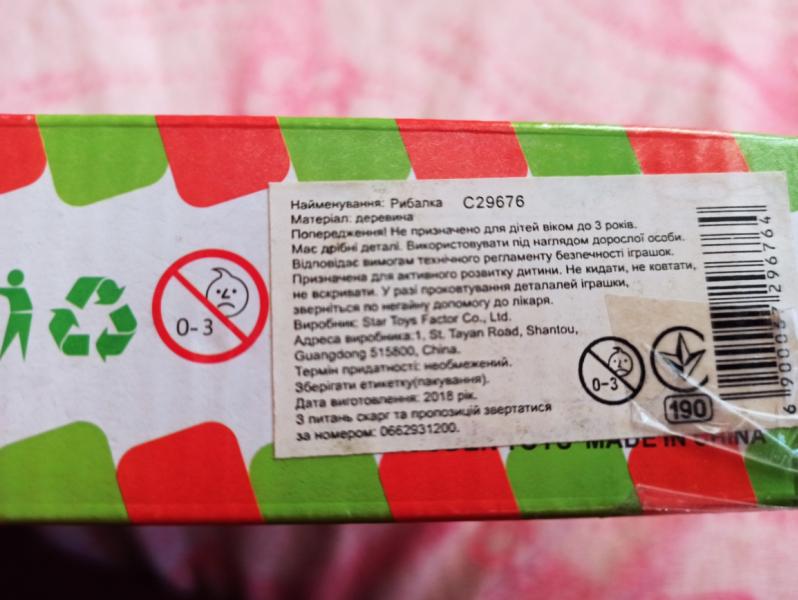 Найменування: Рибалка C29676
Матеріал: деревина
Попередження! Не призначено для дітей віком до 3 років.
Має дрібні деталі. Використовувати під наглядом дорослої особи.
Відповідає вимогам технічного регламенту безпечності іграшок.
Призначена для активного розвитку дитини. Не кидати, не ковтати,
не вскривати. У разі проковтування деталалей іграшки,
зверніться по негайну допомогу до лікаря.
Виробник: Star Toys Factor Co., Ltd.
Адреса виробника:1, St. Tayan Road, Shantou,
Guangdong 515800, China.
Термін придатності: необмежений.
Зберігати етикетку(пакування).
Дата виготовлення: 2018 рік.
З питань скарг та пропозицій звертатися
за номером: 0662931200.
0-3
0-3
190
MADE IN CHINA